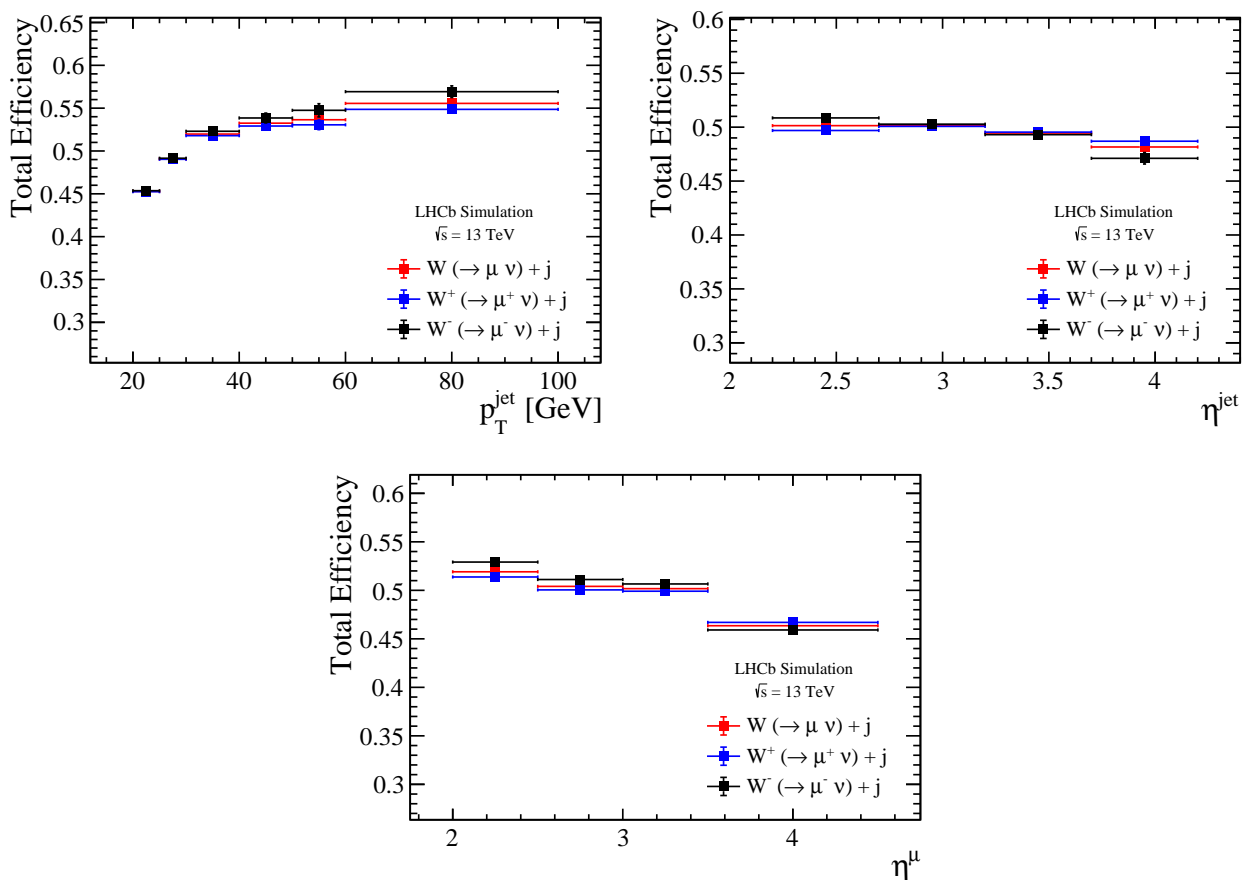 Total Efficiency
0.65
0.6
0.55
0.5
0.45
0.4
0.35
0.3
LHCb Simulation
√s = 13 TeV
W (→ μ ν) + j
W⁺ (→ μ⁺ ν) + j
W⁻ (→ μ⁻ ν) + j
20 40 60 80 100
p_T^jet [GeV]
Total Efficiency
0.6
0.55
0.5
0.45
0.4
0.35
0.3
LHCb Simulation
√s = 13 TeV
W (→ μ ν) + j
W⁺ (→ μ⁺ ν) + j
W⁻ (→ μ⁻ ν) + j
2 2.5 3 3.5 4
η^jet
Total Efficiency
0.6
0.55
0.5
0.45
0.4
0.35
0.3
LHCb Simulation
√s = 13 TeV
W (→ μ ν) + j
W⁺ (→ μ⁺ ν) + j
W⁻ (→ μ⁻ ν) + j
2 3 4
η^μ